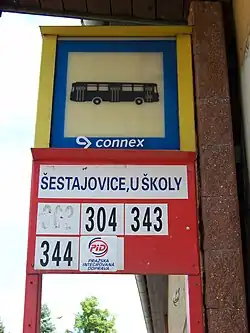 connex
ŠESTAJOVICE,U ŠKOLY
304 343
344 PID
PRAŽSKÁ
INTEGROVANÁ
DOPRAVA